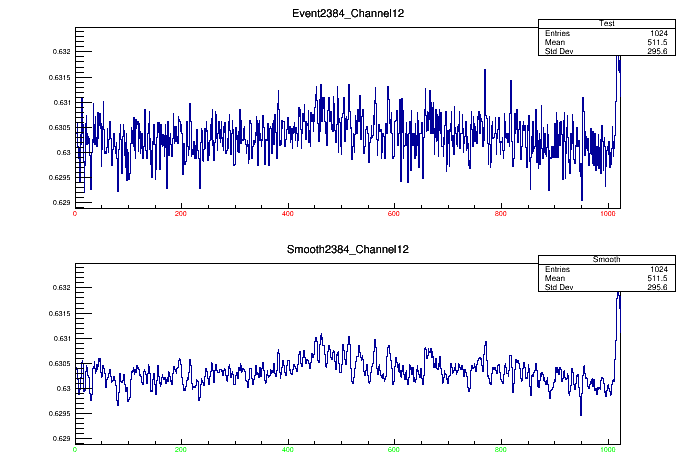 Event2384_Channel12
Test
Entries 1024
Mean 511.5
Std Dev 295.6
0.632
0.6315
0.631
0.6305
0.63
0.6295
0.629
0 200 400 600 800 1000
Smooth2384_Channel12
Smooth
Entries 1024
Mean 511.5
Std Dev 295.6
0.632
0.6315
0.631
0.6305
0.63
0.6295
0.629
0 200 400 600 800 1000